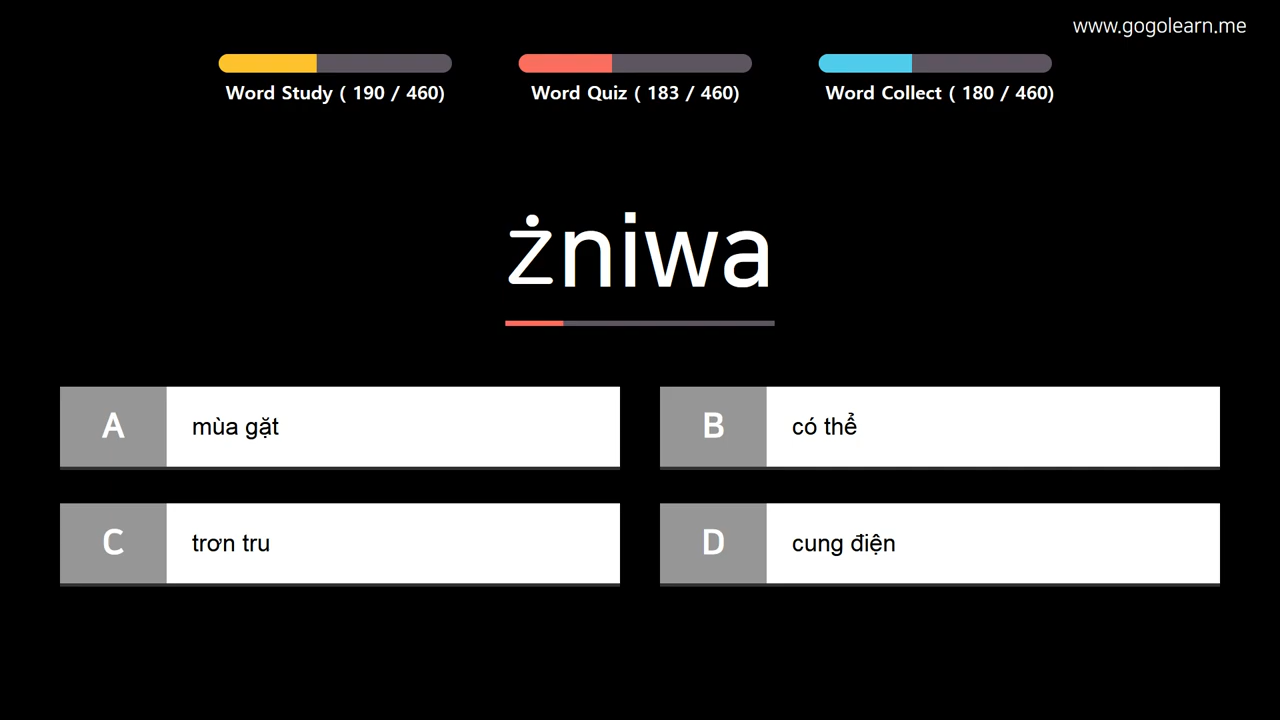 www.gogolearn.me
Word Study ( 190 / 460)
Word Quiz ( 183 / 460)
Word Collect ( 180 / 460)
żniwa
A
mùa gặt
B
có thể
C
trơn tru
D
cung điện